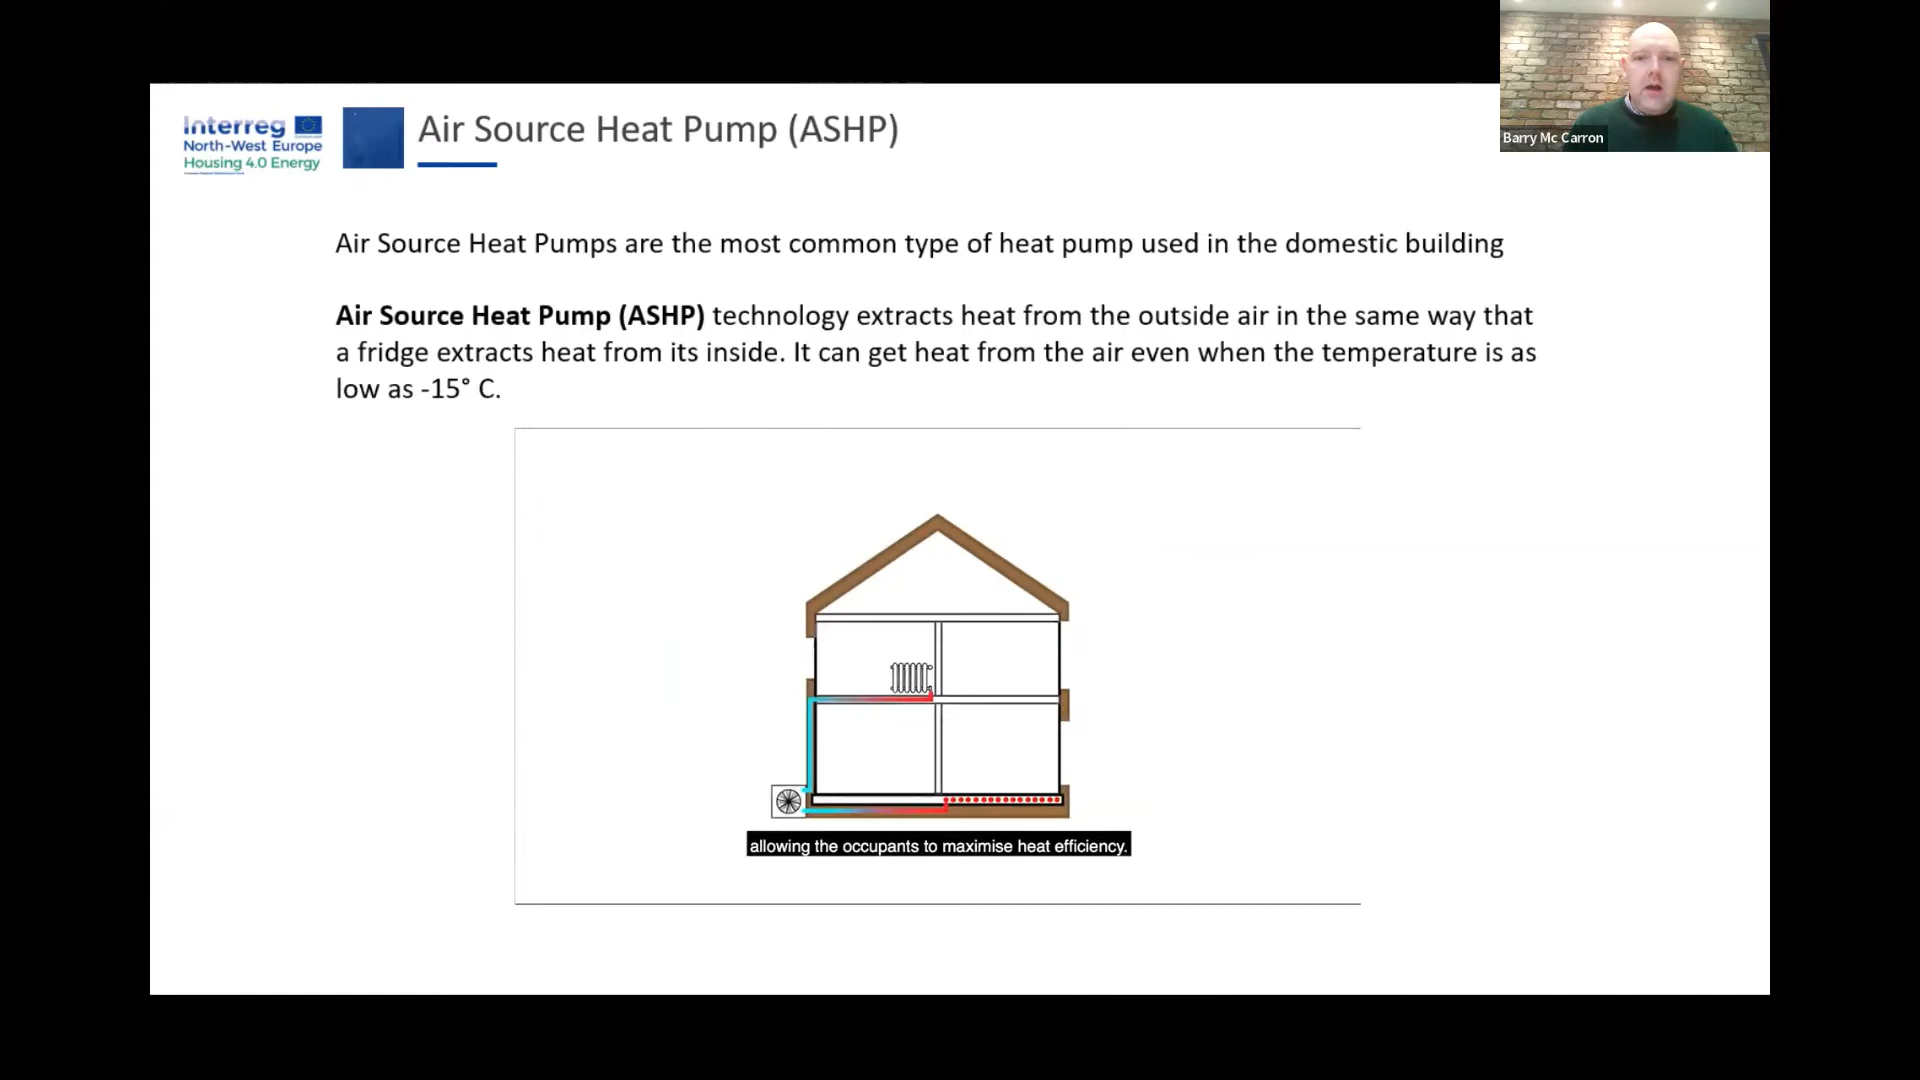 Interreg
North-West Europe
Housing 4.0 Energy
Air Source Heat Pump (ASHP)
Barry Mc Carron
Air Source Heat Pumps are the most common type of heat pump used in the domestic building
Air Source Heat Pump (ASHP) technology extracts heat from the outside air in the same way that
a fridge extracts heat from its inside. It can get heat from the air even when the temperature is as
low as -15° C.
allowing the occupants to maximise heat efficiency.